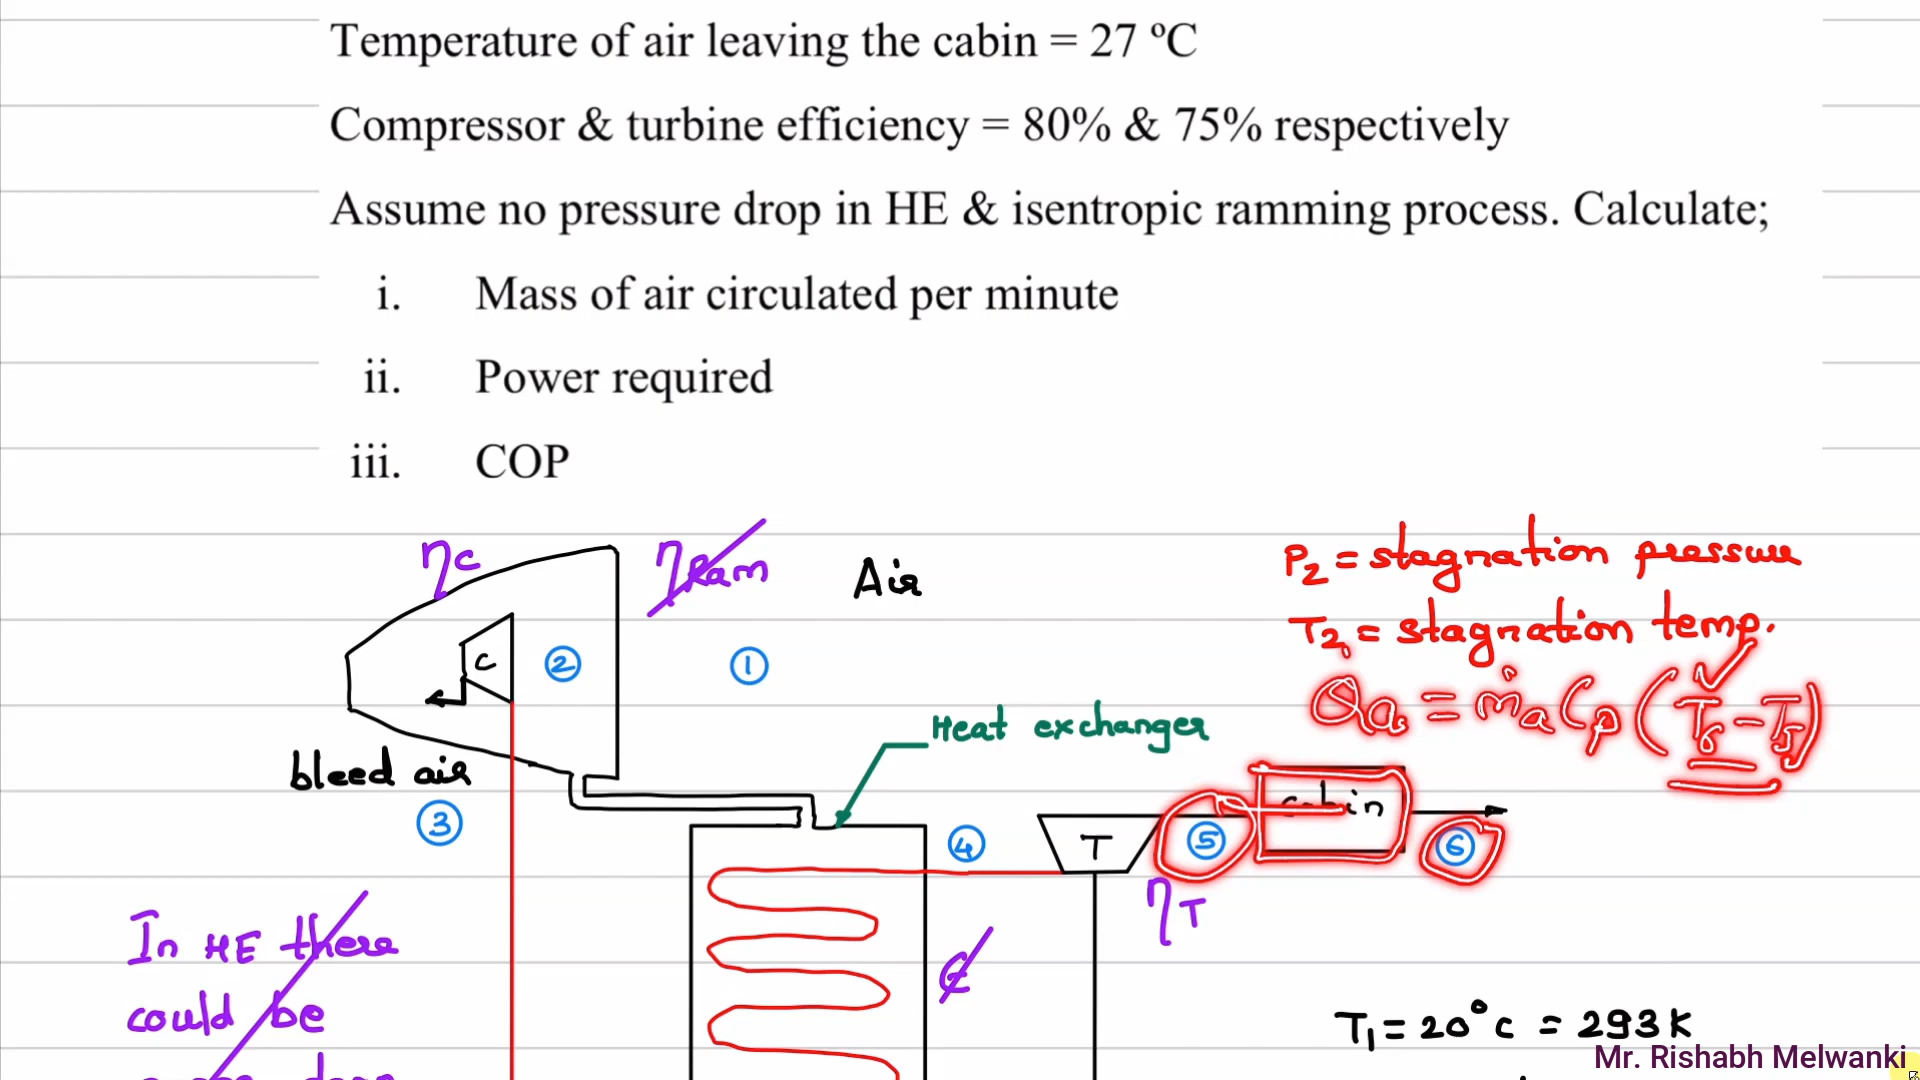 Temperature of air leaving the cabin = 27 ºC
Compressor & turbine efficiency = 80% & 75% respectively
Assume no pressure drop in HE & isentropic ramming process. Calculate;
i. Mass of air circulated per minute
ii. Power required
iii. COP
ηc
ηRam
Air
P2 = stagnation pressure
T2 = stagnation temp.
C
②
①
Qa = ṁa Cp (T6 - T5)
Heat exchanger
bleed air
③
④
T
⑤
cabin
⑥
ηT
In HE there
could be
T1 = 20°c = 293K
Mr. Rishabh Melwanki